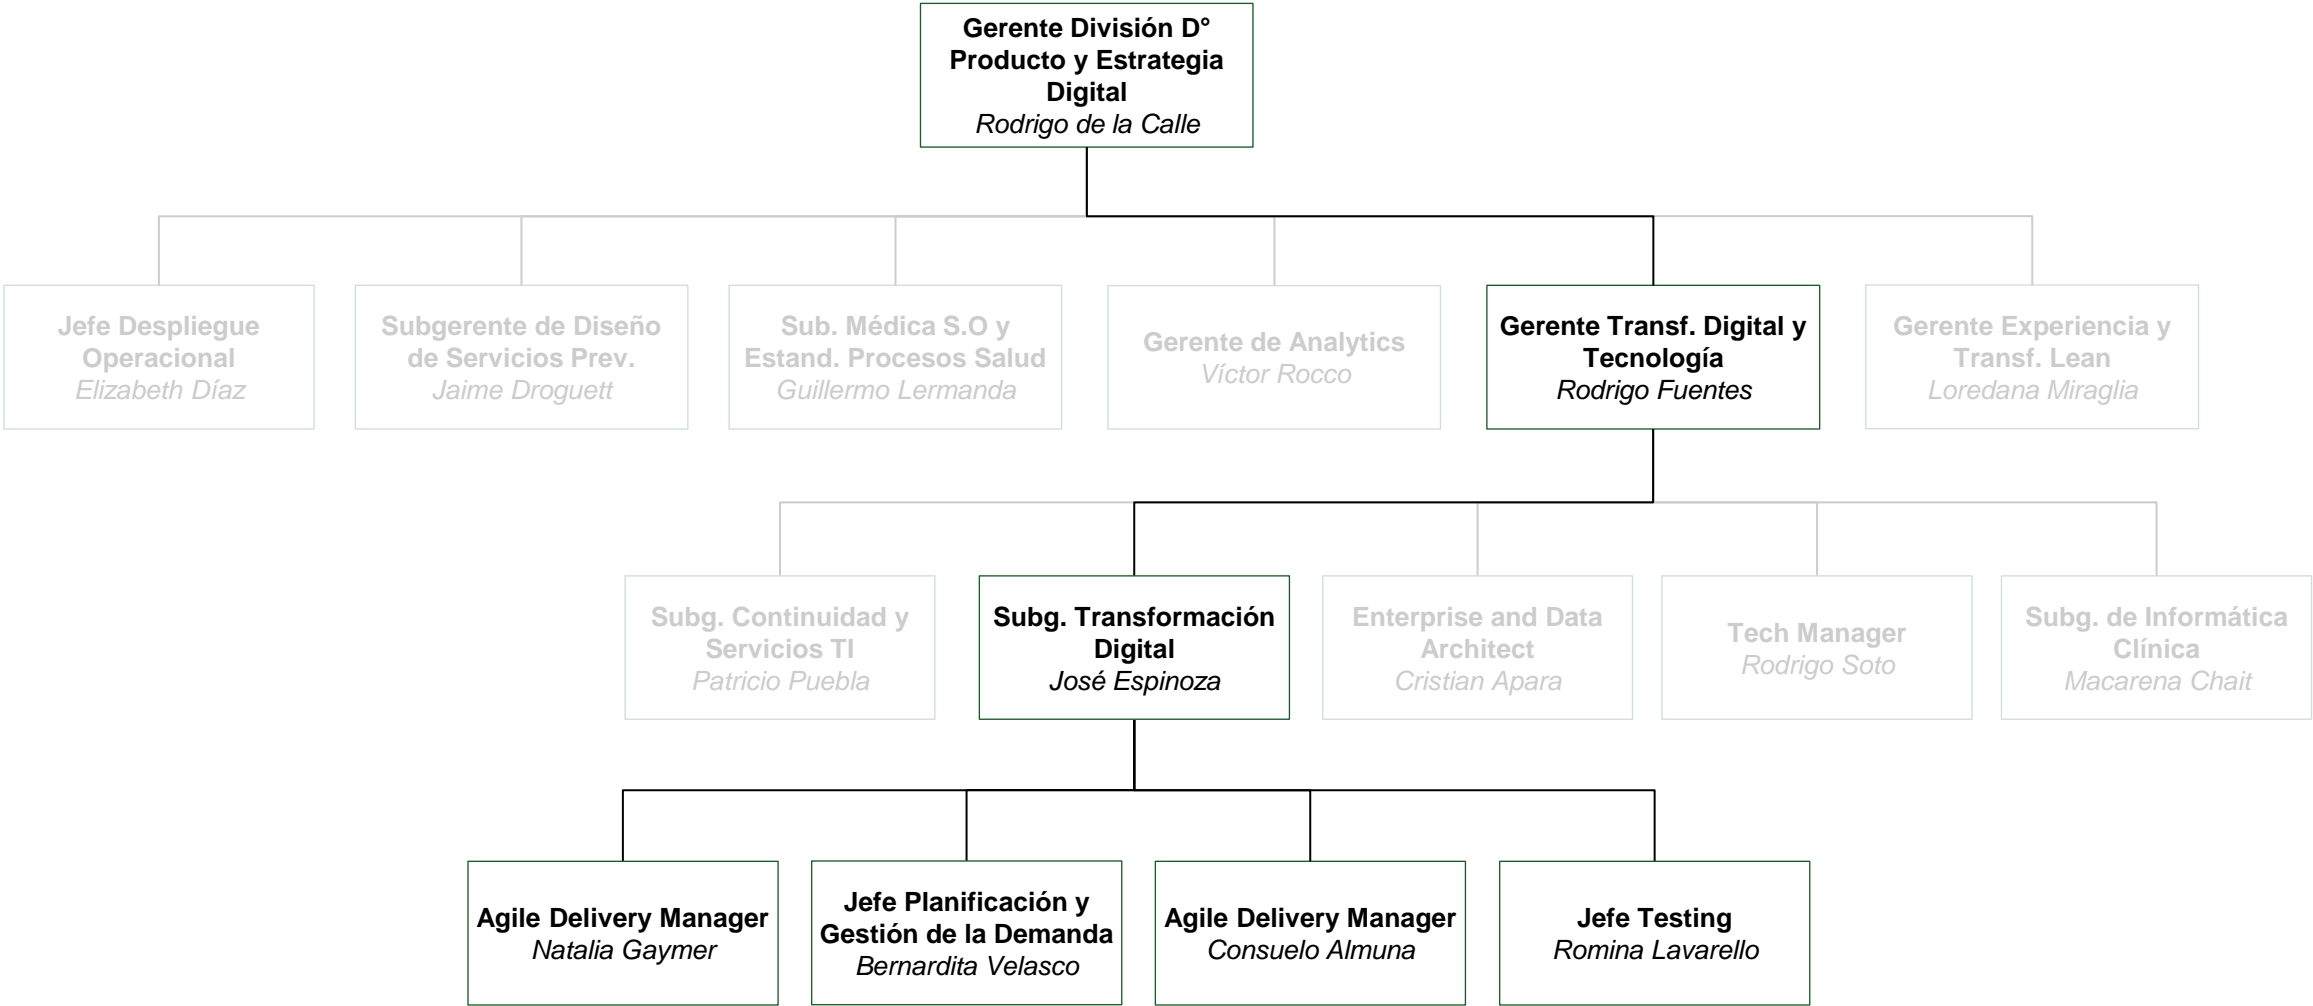 Gerente División D°
Producto y Estrategia
Digital
Rodrigo de la Calle
Jefe Despliegue
Operacional
Elizabeth Díaz
Subgerente de Diseño
de Servicios Prev.
Jaime Droguett
Sub. Médica S.O y
Estand. Procesos Salud
Guillermo Lermanda
Gerente de Analytics
Víctor Rocco
Gerente Transf. Digital y
Tecnología
Rodrigo Fuentes
Gerente Experiencia y
Transf. Lean
Loredana Miraglia
Subg. Continuidad y
Servicios TI
Patricio Puebla
Subg. Transformación
Digital
José Espinoza
Enterprise and Data
Architect
Cristian Apara
Tech Manager
Rodrigo Soto
Subg. de Informática
Clínica
Macarena Chait
Agile Delivery Manager
Natalia Gaymer
Jefe Planificación y
Gestión de la Demanda
Bernardita Velasco
Agile Delivery Manager
Consuelo Almuna
Jefe Testing
Romina Lavarello